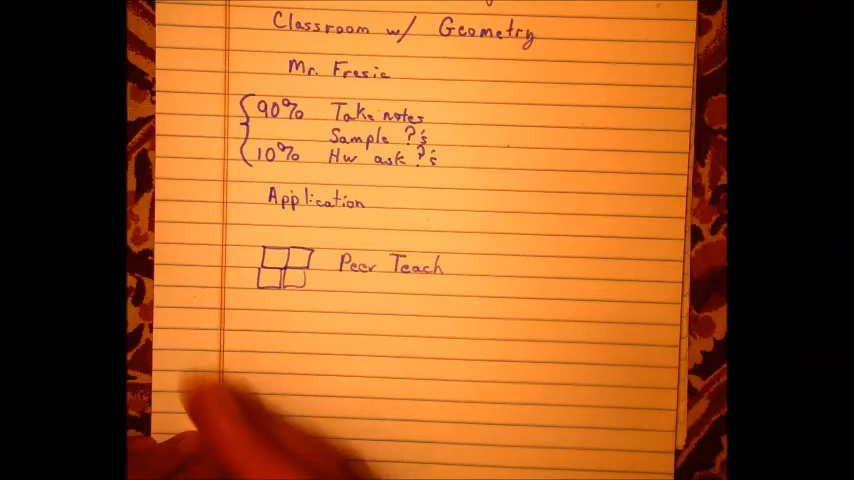 Classroom w/ Geometry
Mr. Fresie
90% Take notes
Sample ?'s
10% Hw ask ?'s
Application
Peer Teach